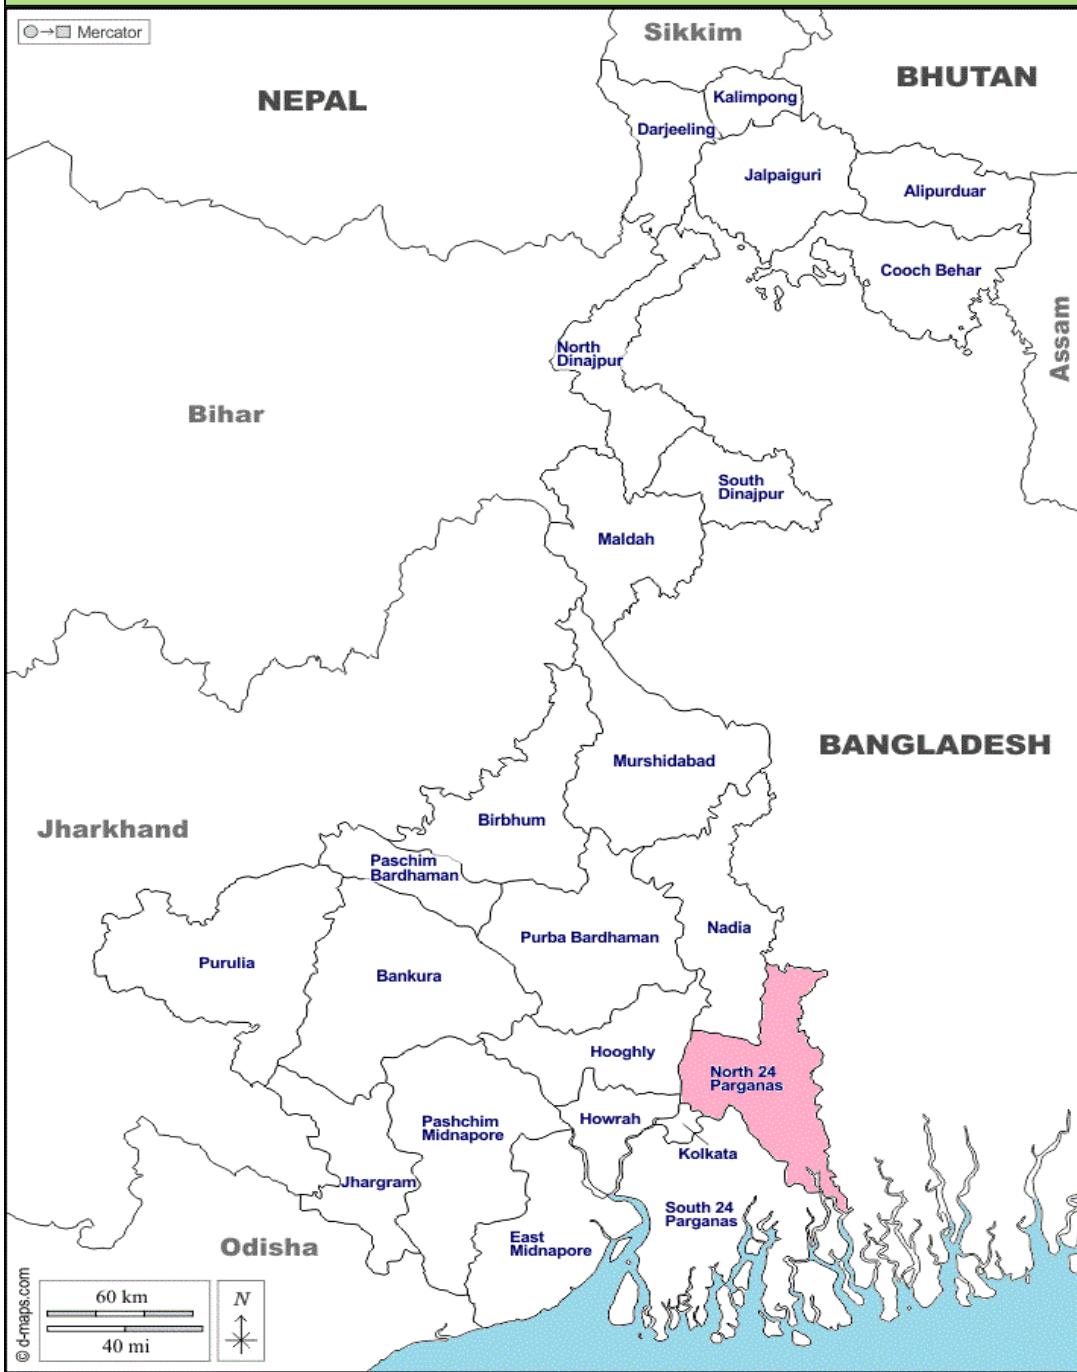 Mercator
Sikkim
NEPAL
BHUTAN
Kalimpong
Darjeeling
Jalpaiguri
Alipurduar
Cooch Behar
Assam
North
Dinajpur
Bihar
South
Dinajpur
Maldah
BANGLADESH
Murshidabad
Birbhum
Jharkhand
Paschim
Bardhaman
Nadia
Purba Bardhaman
Purulia
Bankura
Hooghly
North 24
Parganas
Pashchim
Midnapore
Howrah
Kolkata
Jhargram
South 24
Parganas
East
Midnapore
Odisha
60 km
40 mi
N
© d-maps.com